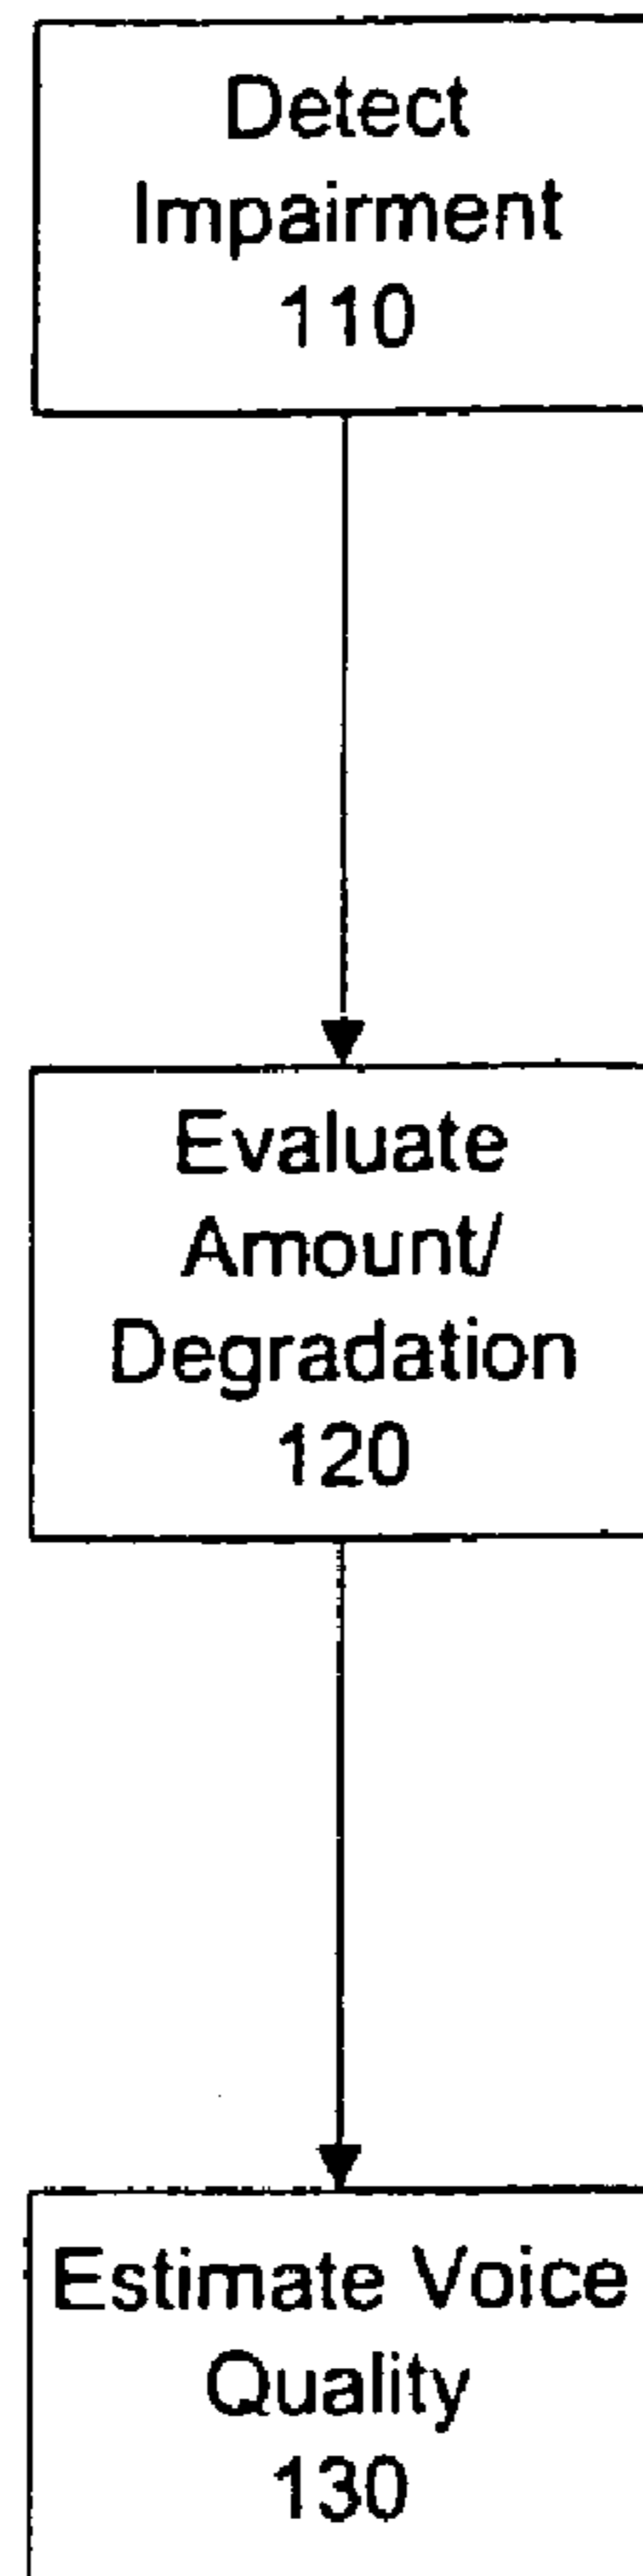 Detect
Impairment
110
Evaluate
Amount/
Degradation
120
Estimate Voice
Quality
130